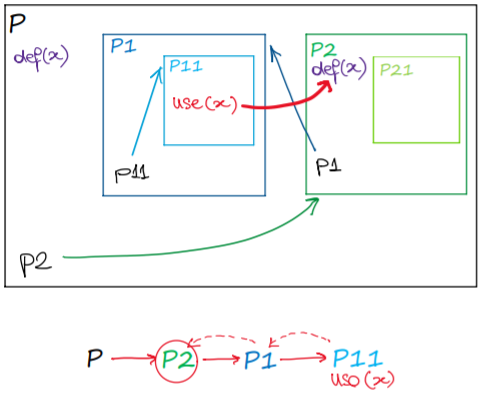 P
def(x)
P1
P11
use(x)
P11
P2
def(x)
P21
P1
P2
P → P2 → P1 → P11
uso(x)